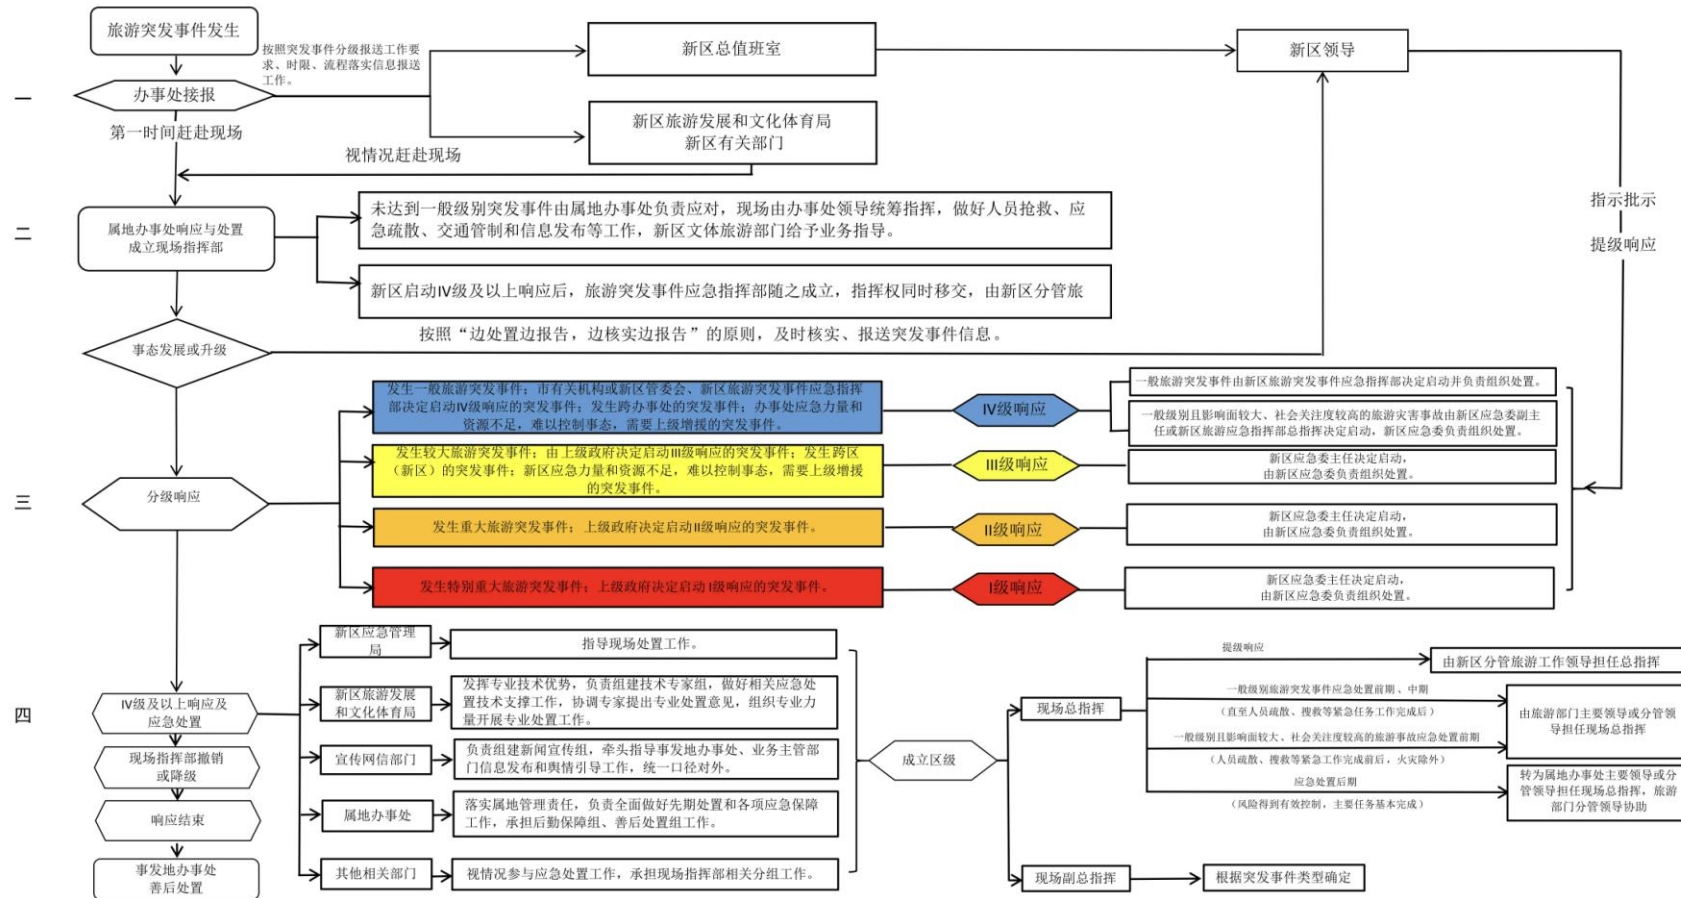 旅游突发事件发生
按照突发事件分级报送工作要
求、时限、流程落实信息报送
工作。
新区总值班室
新区领导
一
办事处接报
第一时间赶赴现场
新区旅游发展和文化体育局
新区有关部门
视情况赶赴现场
二
属地办事处响应与处置
成立现场指挥部
未达到一般级别突发事件由属地办事处负责应对，现场由办事处领导统筹指挥，做好人员抢救、应
急疏散、交通管制和信息发布等工作，新区文体旅游部门给予业务指导。
新区启动IV级及以上响应后，旅游突发事件应急指挥部随之成立，指挥权同时移交，由新区分管旅
指示批示
提级响应
按照“边处置边报告，边核实边报告”的原则，及时核实、报送突发事件信息。
事态发展或升级
三
分级响应
发生一般旅游突发事件；市有关机构或新区管委会、新区旅游突发事件应急指挥
部决定启动IV级响应的突发事件；发生跨办事处的突发事件；办事处应急力量和
资源不足，难以控制事态，需要上级增援的突发事件。
IV级响应
一般旅游突发事件由新区旅游突发事件应急指挥部决定启动并负责组织处置。
一般级别且影响面较大、社会关注度较高的旅游灾害事故由新区应急委副主
任或新区旅游应急指挥部总指挥决定启动，新区应急委负责组织处置。
发生较大旅游突发事件；由上级政府决定启动III级响应的突发事件；发生跨区
（新区）的突发事件；新区应急力量和资源不足，难以控制事态，需要上级增援
的突发事件。
III级响应
新区应急委主任决定启动，
由新区应急委负责组织处置。
发生重大旅游突发事件；上级政府决定启动II级响应的突发事件。
II级响应
新区应急委主任决定启动，
由新区应急委负责组织处置。
发生特别重大旅游突发事件；上级政府决定启动 I级响应的突发事件。
I级响应
新区应急委主任决定启动，
由新区应急委负责组织处置。
四
IV级及以上响应及
应急处置
现场指挥部撤销
或降级
响应结束
事发地办事处
善后处置
新区应急管理
局
指导现场处置工作。
新区旅游发展
和文化体育局
发挥专业技术优势，负责组建技术专家组，做好相关应急处
置技术支撑工作，协调专家提出专业处置意见，组织专业力
量开展专业处置工作。
宣传网信部门
负责组建新闻宣传组，牵头指导事发地办事处、业务主管部
门信息发布和舆情引导工作，统一口径对外。
属地办事处
落实属地管理责任，负责全面做好先期处置和各项应急保障
工作，承担后勤保障组、善后处置组工作。
其他相关部门
视情况参与应急处置工作，承担现场指挥部相关分组工作。
成立区级
现场总指挥
提级响应
由新区分管旅游工作领导担任总指挥
一般级别旅游突发事件应急处置前期、中期
（直至人员疏散、搜救等紧急任务工作完成后）
一般级别且影响面较大、社会关注度较高的旅游事故应急处置前期
（人员疏散、搜救等紧急工作完成前后，火灾除外）
由旅游部门主要领导或分管领
导担任现场总指挥
应急处置后期
（风险得到有效控制，主要任务基本完成）
转为属地办事处主要领导或分
管领导担任现场总指挥，旅游
部门分管领导协助
现场副总指挥
根据突发事件类型确定